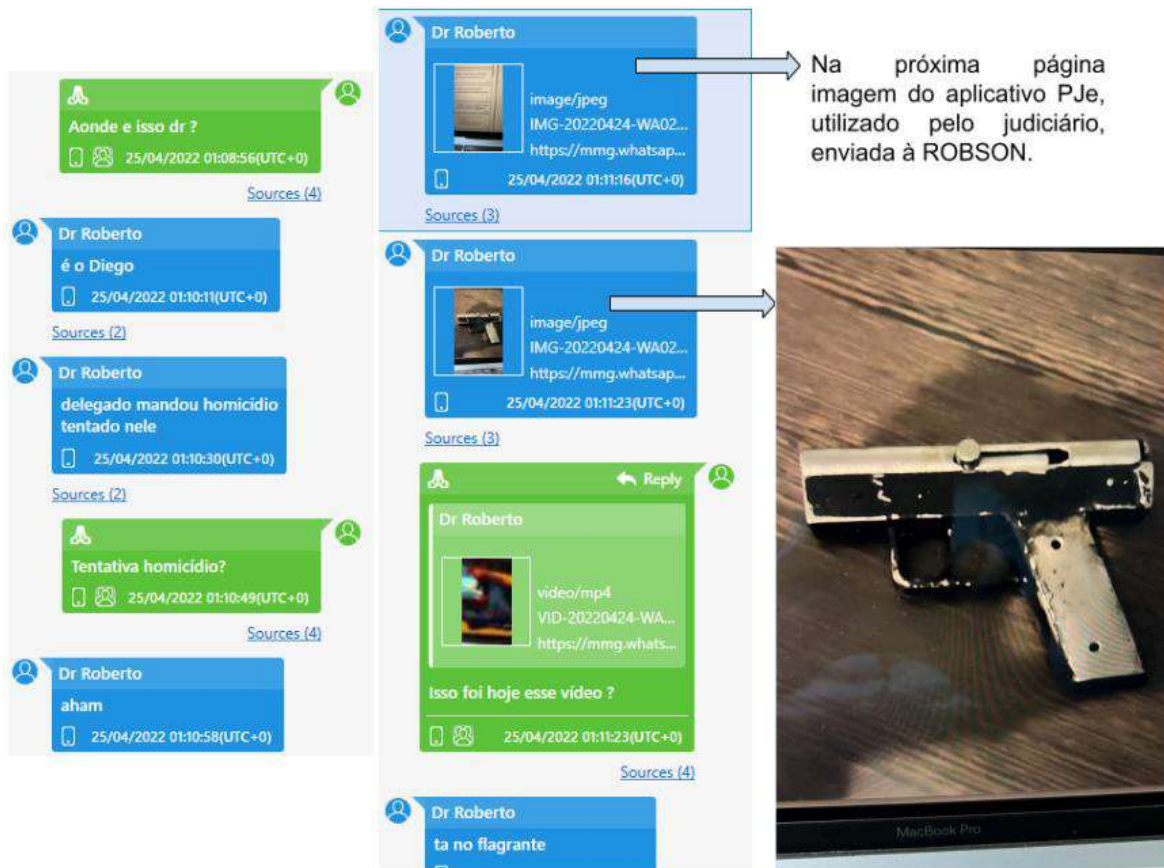 Aonde e isso dr ?
25/04/2022 01:08:56(UTC+0)
Sources (4)
Dr Roberto
é o Diego
25/04/2022 01:10:11(UTC+0)
Sources (2)
Dr Roberto
delegado mandou homicídio
tentado nele
25/04/2022 01:10:30(UTC+0)
Sources (2)
Tentativa homicídio?
25/04/2022 01:10:49(UTC+0)
Sources (4)
Dr Roberto
aham
25/04/2022 01:10:58(UTC+0)
Dr Roberto
image/jpeg
IMG-20220424-WA02...
https://mmg.whatsap...
25/04/2022 01:11:16(UTC+0)
Sources (3)
Dr Roberto
image/jpeg
IMG-20220424-WA02...
https://mmg.whatsap...
25/04/2022 01:11:23(UTC+0)
Sources (3)
Reply
Dr Roberto
video/mp4
VID-20220424-WA...
https://mmg.whats...
Isso foi hoje esse vídeo ?
25/04/2022 01:11:23(UTC+0)
Sources (4)
Dr Roberto
ta no flagrante
Na próxima página
imagem do aplicativo PJe,
utilizado pelo judiciário,
enviada à ROBSON.
MacBook Pro